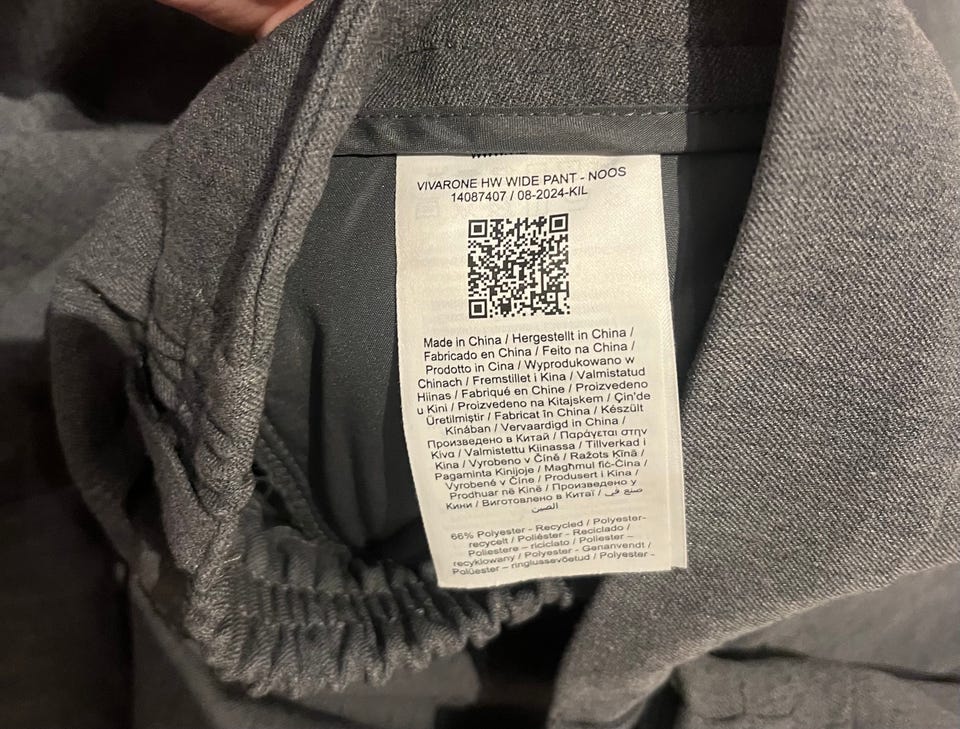 VIVARONE HW WIDE PANT - NOOS
14087407 / 08-2024-KIL
Made in China / Hergestellt in China /
Fabricado en China / Feito na China /
Prodotto in Cina / Wyprodukowano w
Chinach / Fremstillet i Kina / Valmistatud
Hiinas / Fabriqué en Chine / Proizvedeno
u Kini / Proizvedeno na Kitajskem / Çin'de
Üretilmiştir / Fabricat în China / Készült
Kínában / Vervaardigd in China /
Произведено в Китай / Παράγεται στην
Κινα / Valmistettu Kiinassa / Tillverkad i
Kina / Vyrobeno v Číně / Ražots Ķīnā /
Pagaminta Kinijoje / Magħmul fiċ-Ċina /
Vyrobené v Číne / Produsert i Kina /
Prodhuar në Kinë / Произведено у
Кини / Виготовлено в Китаї / صنع في
الصين
66% Polyester - Recycled / Polyester-
recycelt / Poliéster - Reciclado /
Poliestere – riciclato / Poliester –
recyklowany / Polyester - Genanvendt /
Polüester – ringlussevõetud / Polyester -